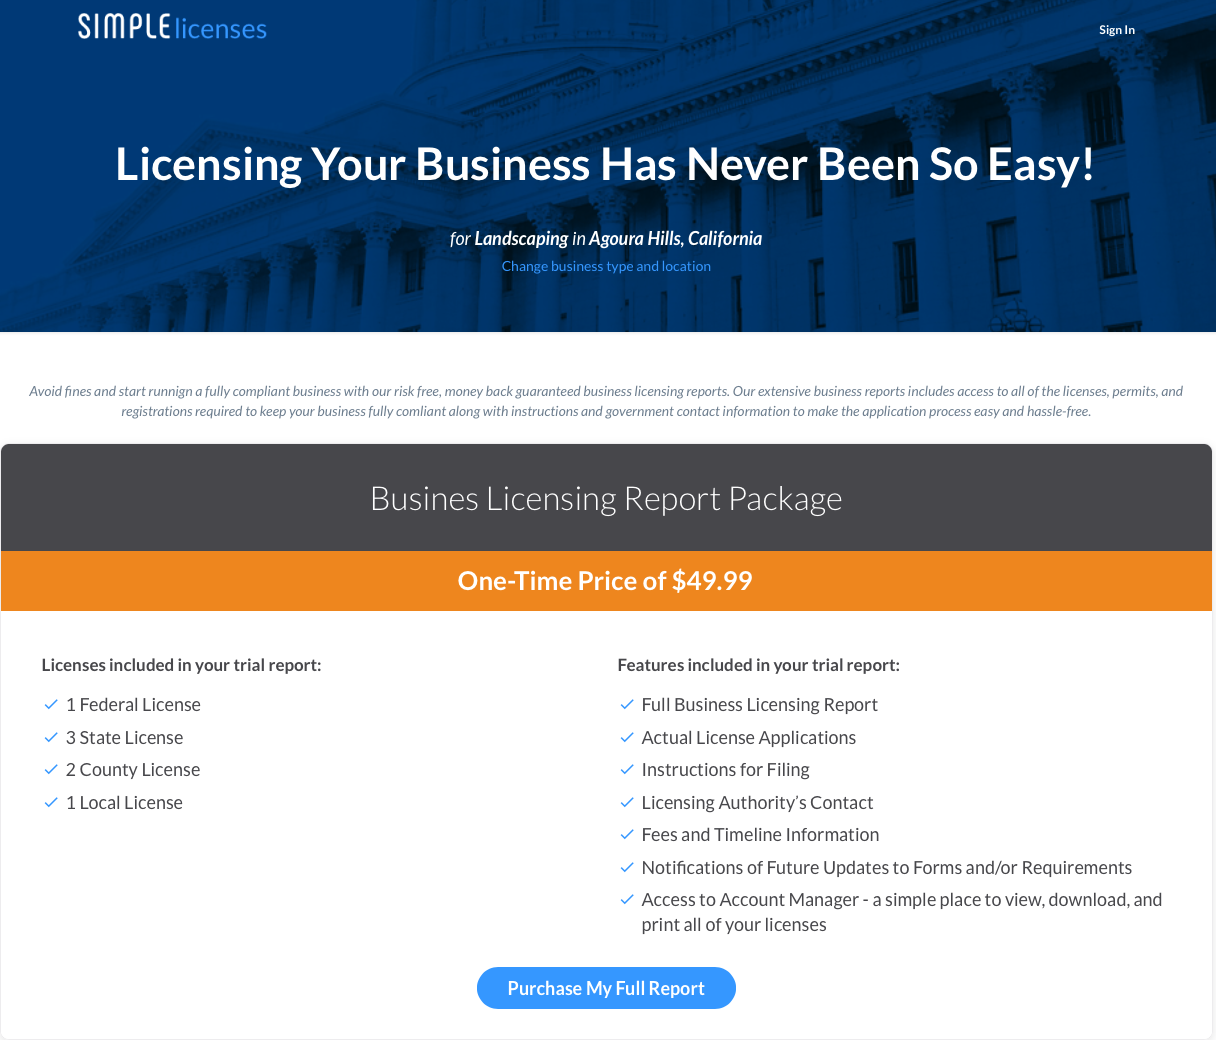 SIMPLE licenses
Sign In
Licensing Your Business Has Never Been So Easy!
for Landscaping in Agoura Hills, California
Change business type and location
Avoid fines and start runnign a fully compliant business with our risk free, money back guaranteed business licensing reports. Our extensive business reports includes access to all of the licenses, permits, and
registrations required to keep your business fully comliant along with instructions and government contact information to make the application process easy and hassle-free.
Busines Licensing Report Package
One-Time Price of $49.99
Licenses included in your trial report:
1 Federal License
3 State License
2 County License
1 Local License
Features included in your trial report:
Full Business Licensing Report
Actual License Applications
Instructions for Filing
Licensing Authority's Contact
Fees and Timeline Information
Notifications of Future Updates to Forms and/or Requirements
Access to Account Manager - a simple place to view, download, and
print all of your licenses
Purchase My Full Report